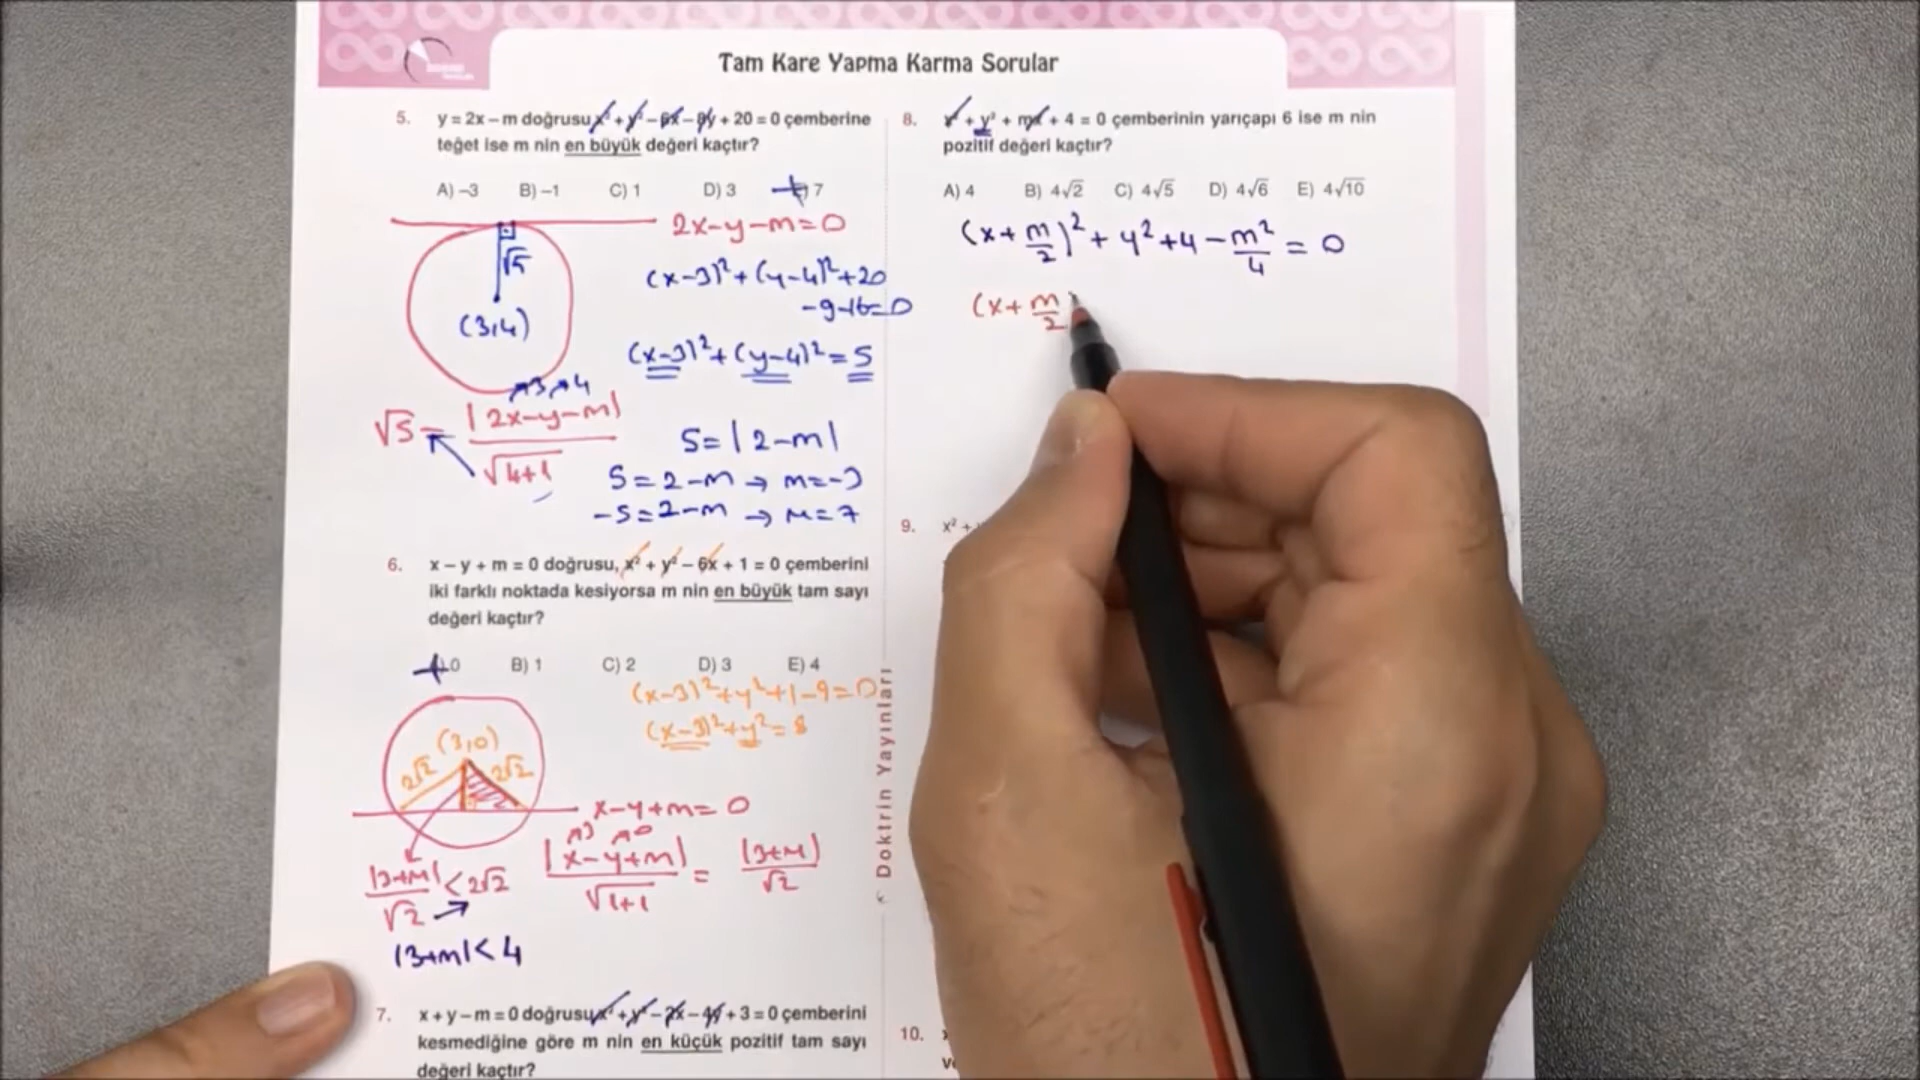 Tam Kare Yapma Karma Sorular
5. y = 2x – m doğrusu x² + y² – 6x – 8y + 20 = 0 çemberine
teğet ise m nin en büyük değeri kaçtır?
A) –3 B) –1 C) 1 D) 3 7
2x-y-m=0
√5
(3,4)
(x-3)²+(y-4)²+20
-9-16=0
(x-3)²+(y-4)²=5
3 4
√5 = |2x-y-m|
√4+1
5=|2-m|
5=2-m → m=-3
-5=2-m → m=7
6. x – y + m = 0 doğrusu, x² + y² – 6x + 1 = 0 çemberini
iki farklı noktada kesiyorsa m nin en büyük tam sayı
değeri kaçtır?
0 B) 1 C) 2 D) 3 E) 4
(x-3)²+y²+1-9=0
(x-3)²+y²=8
(3,0)
2√2 2√2
x-y+m=0
3 0
|3+m|/√2 < 2√2
|x-y+m|/√1+1 = |3+m|/√2
|3+m|<4
7. x + y – m = 0 doğrusu x² + y² – 2x – 4y + 3 = 0 çemberini
kesmediğine göre m nin en küçük pozitif tam sayı
değeri kaçtır?
Doktrin Yayınları
8. x² + y² + mx + 4 = 0 çemberinin yarıçapı 6 ise m nin
pozitif değeri kaçtır?
A) 4 B) 4√2 C) 4√5 D) 4√6 E) 4√10
(x+m/2)²+y²+4-m²/4=0
(x+m/2
9. x² +
10.